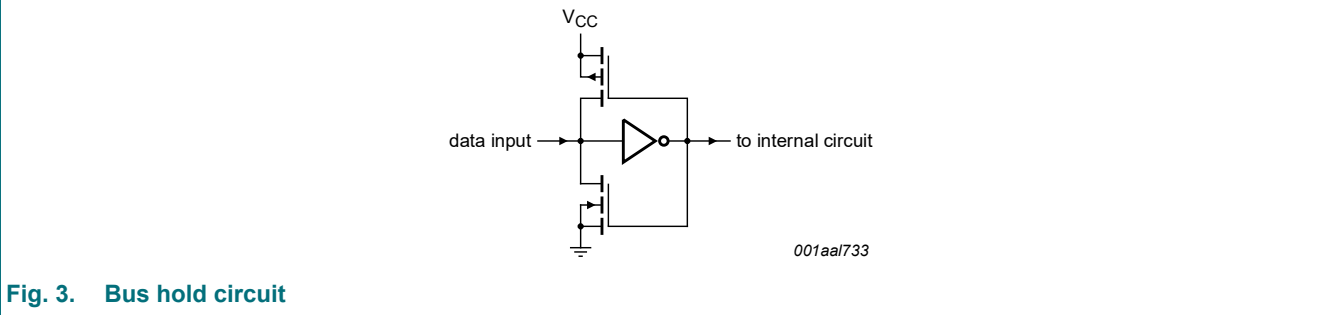 VCC
data input
to internal circuit
001aal733
Fig. 3. Bus hold circuit